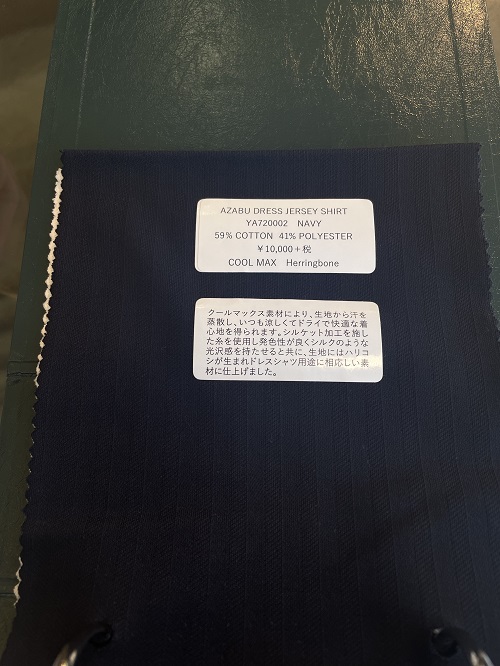 AZABU DRESS JERSEY SHIRT
YA720002 NAVY
59% COTTON 41% POLYESTER
￥10,000＋税
COOL MAX Herringbone
クールマックス素材により、生地から汗を
蒸散し、いつも涼しくてドライで快適な着
心地を得られます。シルケット加工を施し
た糸を使用し発色性が良くシルクのような
光沢感を持たせると共に、生地にはハリコ
シが生まれドレスシャツ用途に相応しい素
材に仕上げました。